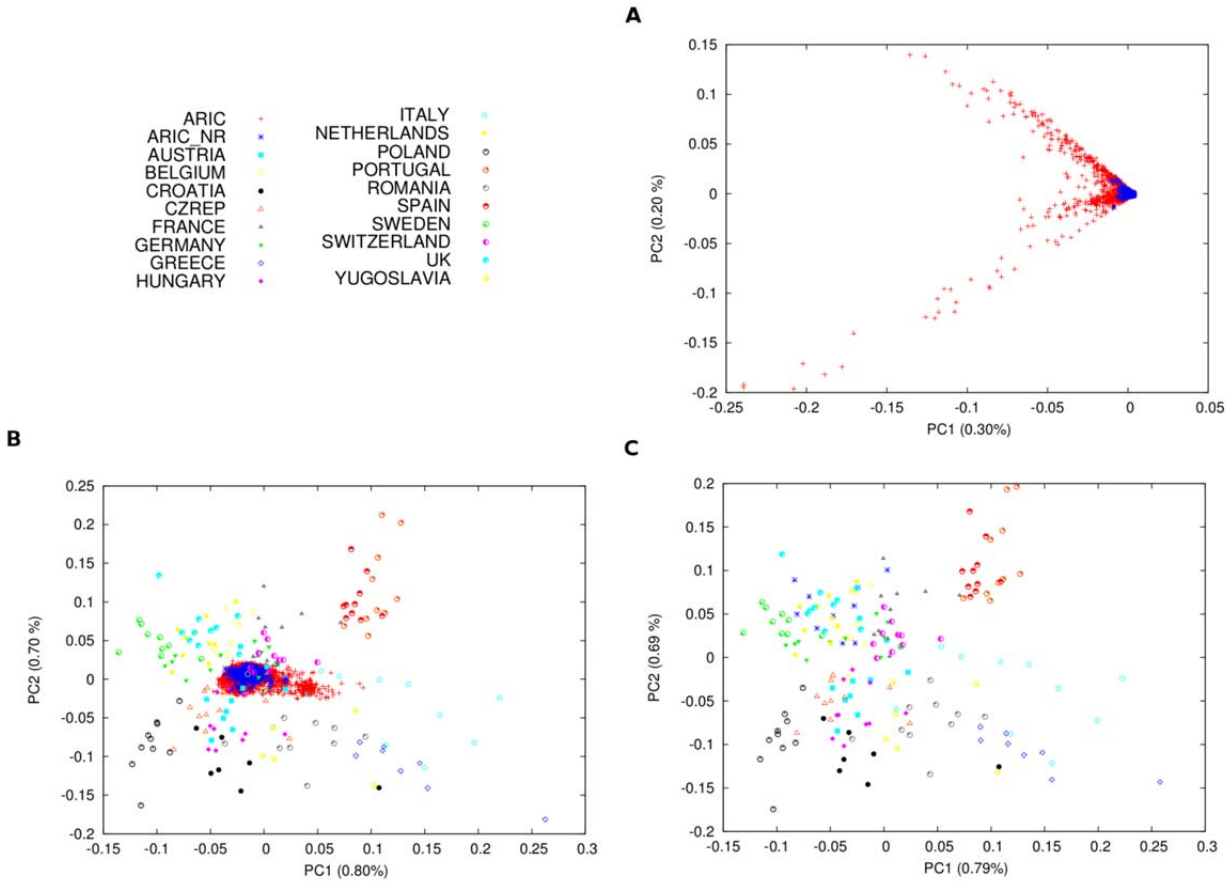 A
ARIC
ARIC_NR
AUSTRIA
BELGIUM
CROATIA
CZREP
FRANCE
GERMANY
GREECE
HUNGARY
ITALY
NETHERLANDS
POLAND
PORTUGAL
ROMANIA
SPAIN
SWEDEN
SWITZERLAND
UK
YUGOSLAVIA
0.15
0.1
0.05
0
-0.05
-0.1
-0.15
-0.2
PC2 (0.20 %)
-0.25 -0.2 -0.15 -0.1 -0.05 0 0.05
PC1 (0.30%)
B
0.25
0.2
0.15
0.1
0.05
0
-0.05
-0.1
-0.15
-0.2
PC2 (0.70 %)
-0.15 -0.1 -0.05 0 0.05 0.1 0.15 0.2 0.25 0.3
PC1 (0.80%)
C
0.2
0.15
0.1
0.05
0
-0.05
-0.1
-0.15
-0.2
PC2 (0.69 %)
-0.15 -0.1 -0.05 0 0.05 0.1 0.15 0.2 0.25 0.3
PC1 (0.79%)